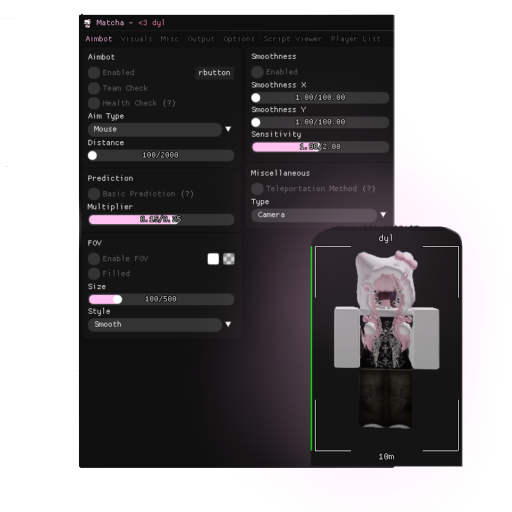 Matcha - <3 dyl
Aimbot Visuals Misc Output Options Script Viewer Player List
Aimbot
Enabled rbutton
Team Check
Health Check (?)
Aim Type
Mouse
Distance
100/2000
Prediction
Basic Prediction (?)
Multiplier
0.15/0.75
FOV
Enable FOV
Filled
Size
100/500
Style
Smooth
Smoothness
Enabled
Smoothness X
1.00/100.00
Smoothness Y
1.00/100.00
Sensitivity
1.00/2.00
Miscellaneous
Teleportation Method (?)
Type
Camera
dyl
10m